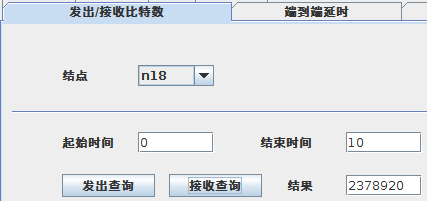 发出/接收比特数 端到端延时
结点 n18
起始时间 0 结束时间 10
发出查询 接收查询 结果 2378920